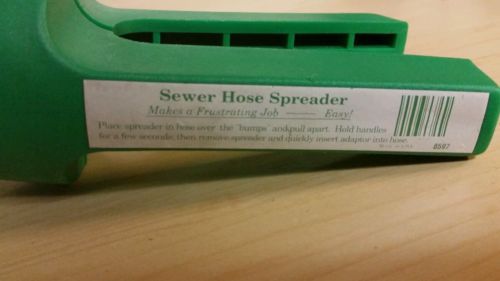 Sewer Hose Spreader
Makes a Frustrating Job —— Easy!
Place spreader in hose over the "bumps" and pull apart. Hold handles
for a few seconds; then remove spreader and quickly insert adaptor into hose.
8597